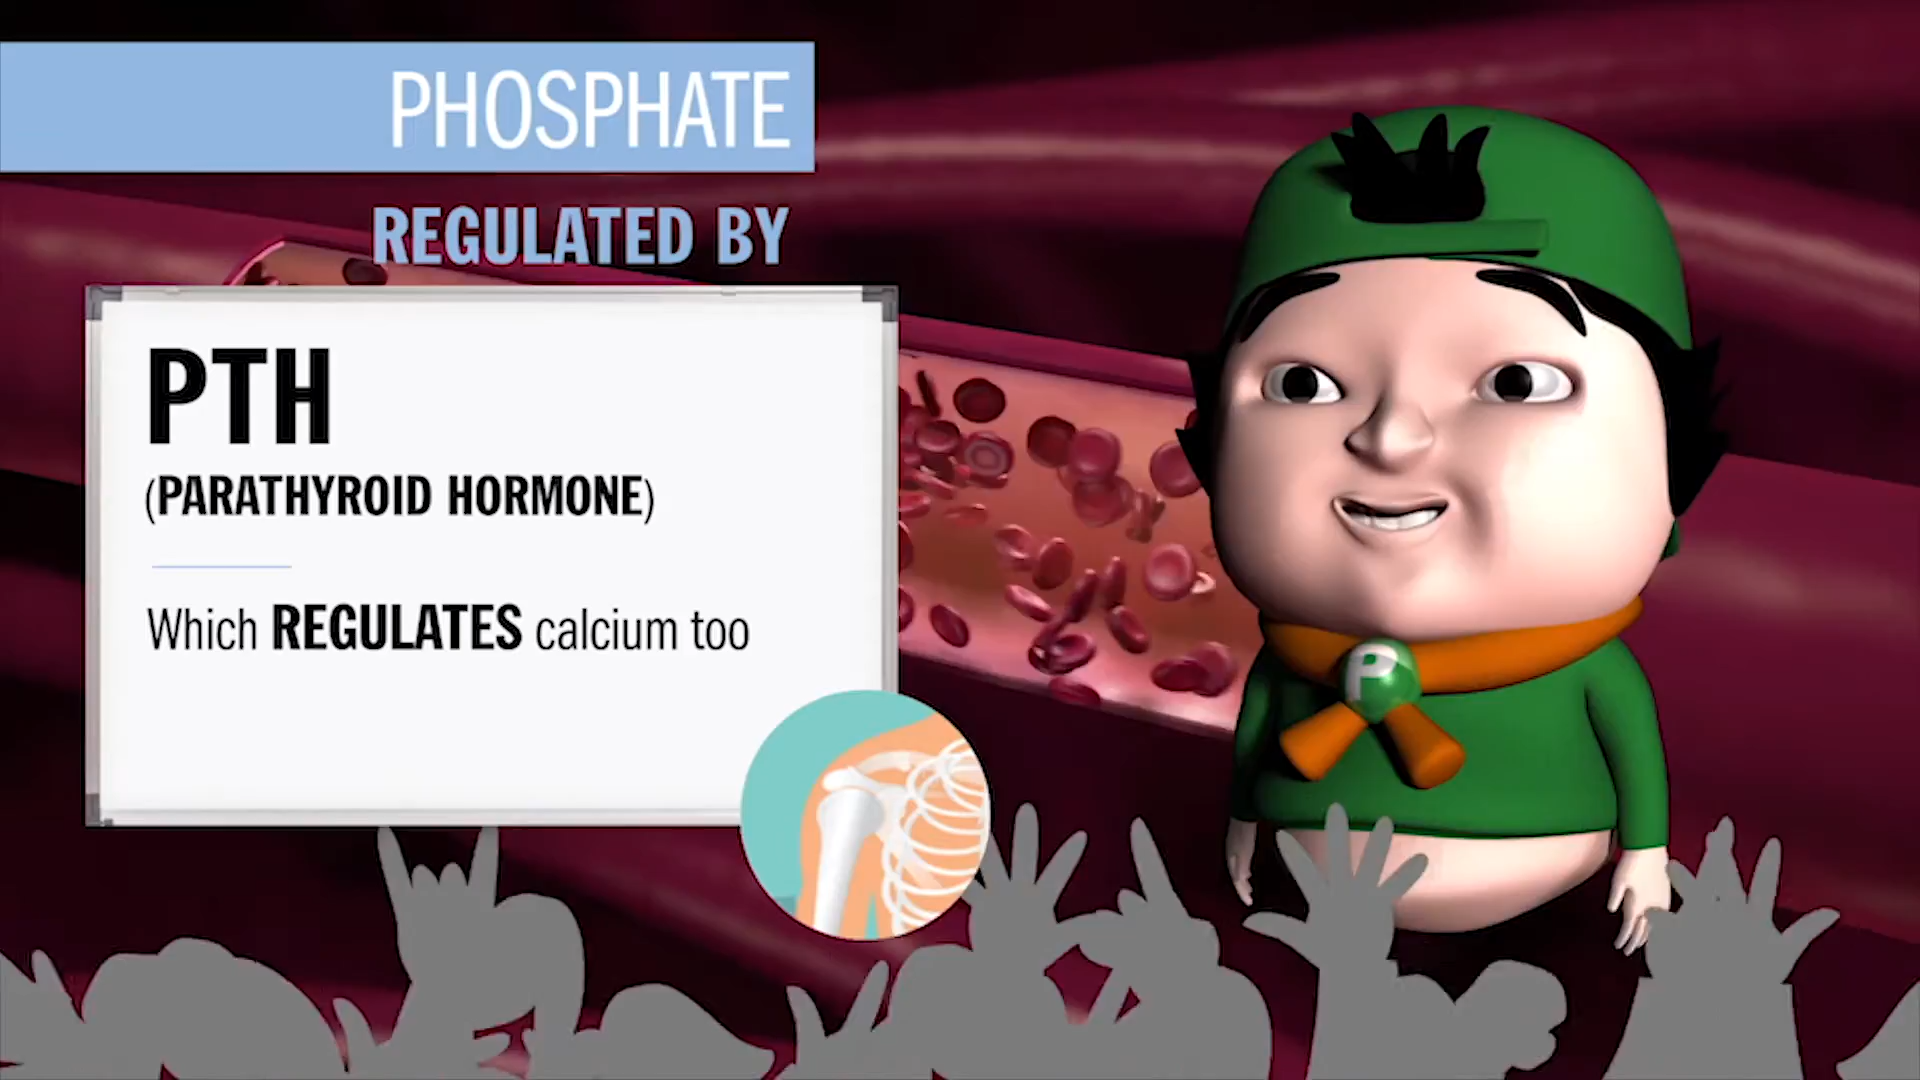 PHOSPHATE
REGULATED BY
PTH
(PARATHYROID HORMONE)
Which REGULATES calcium too
P